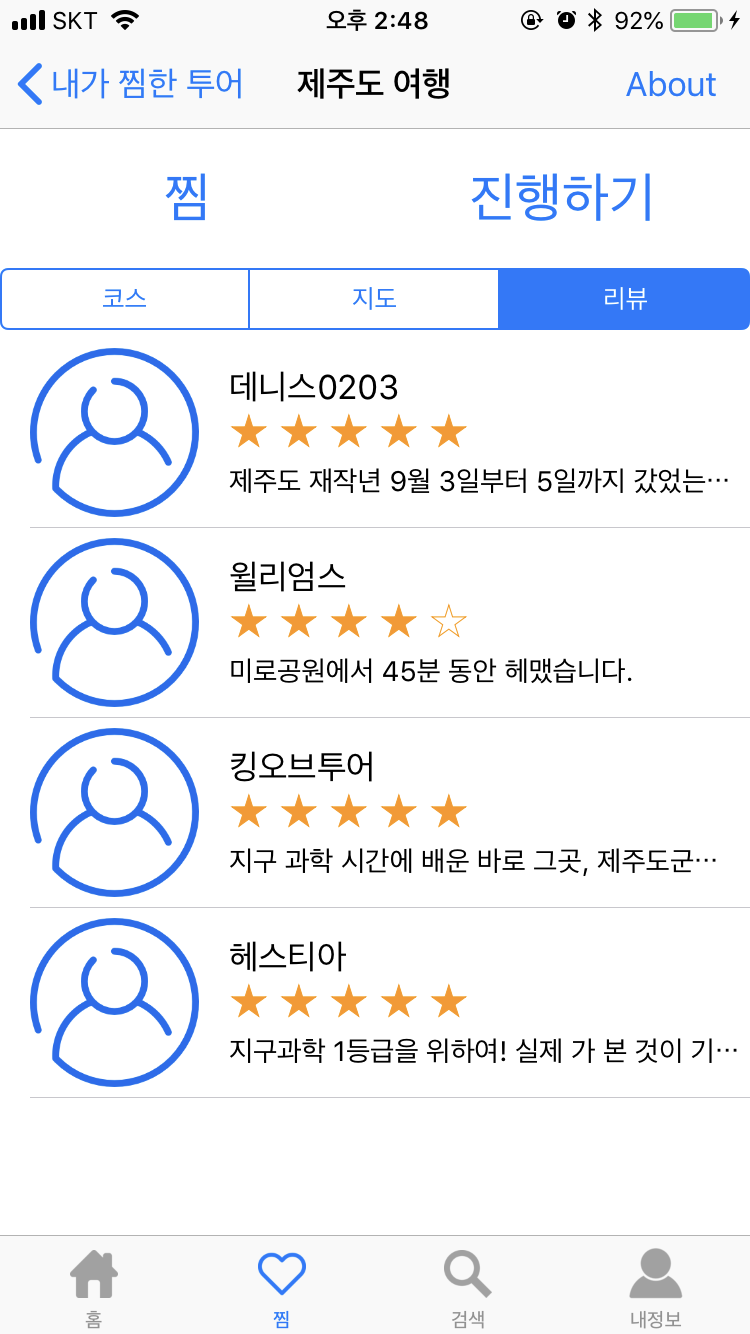 SKT 오후 2:48 92%
내가 찜한 투어 제주도 여행 About
찜 진행하기
코스 지도 리뷰
데니스0203
★ ★ ★ ★ ★
제주도 재작년 9월 3일부터 5일까지 갔었는…
윌리엄스
★ ★ ★ ★ ☆
미로공원에서 45분 동안 헤맸습니다.
킹오브투어
★ ★ ★ ★ ★
지구 과학 시간에 배운 바로 그곳, 제주도군…
헤스티아
★ ★ ★ ★ ★
지구과학 1등급을 위하여! 실제 가 본 것이 기…
홈 찜 검색 내정보